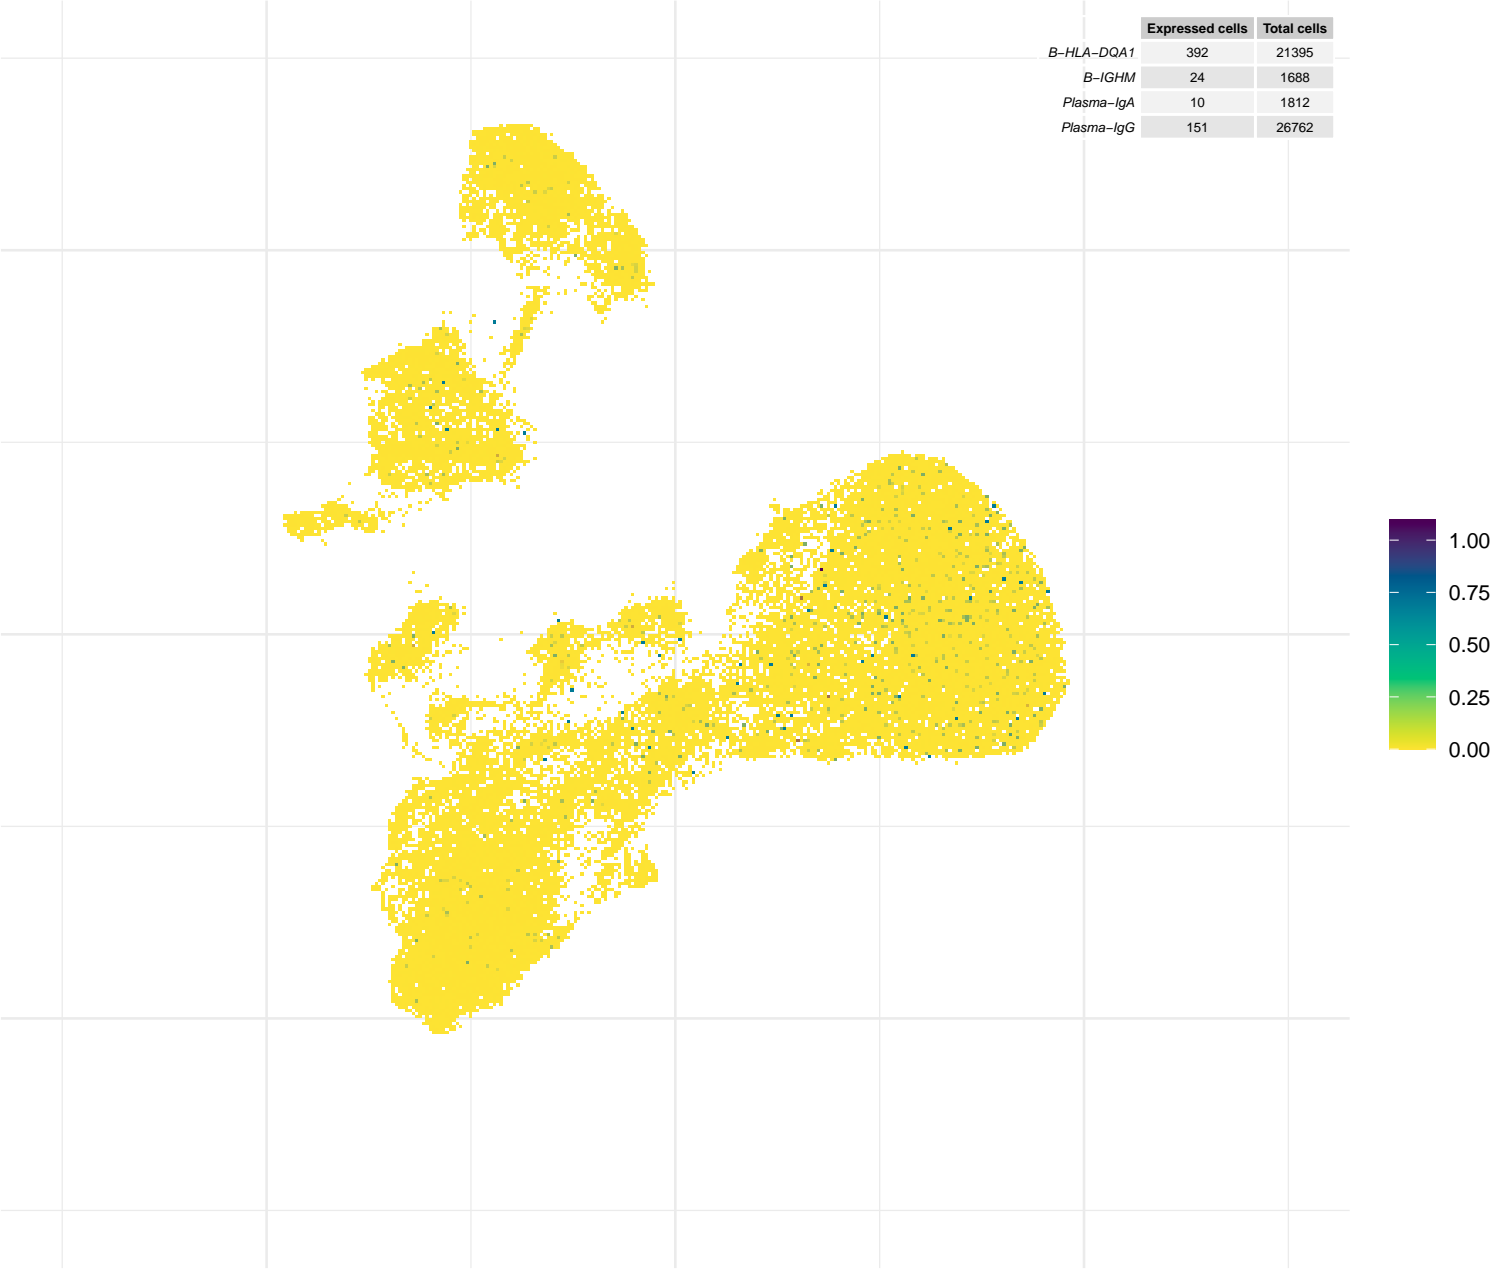 Expressed cells Total cells
B−HLA−DQA1 392 21395
B−IGHM 24 1688
Plasma−IgA 10 1812
Plasma−IgG 151 26762
1.00
0.75
0.50
0.25
0.00